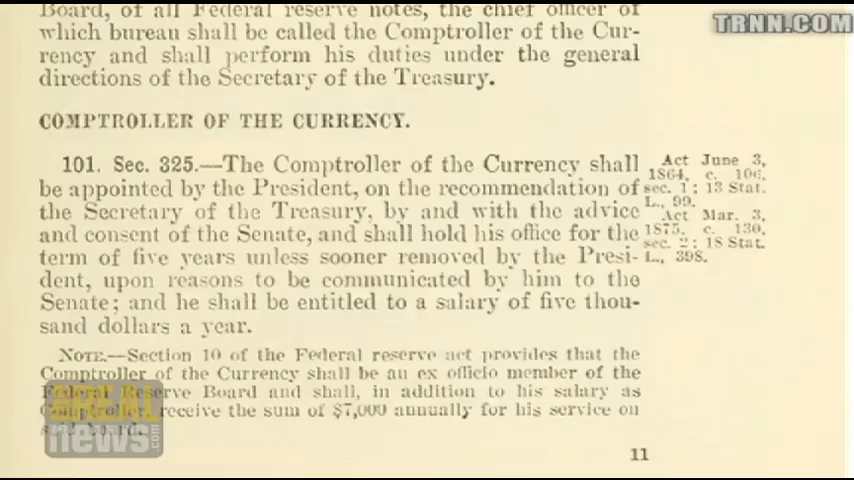 TRNN.COM
Board, of all Federal reserve notes, the chief officer of
which bureau shall be called the Comptroller of the Cur-
rency and shall perform his duties under the general
directions of the Secretary of the Treasury.
COMPTROLLER OF THE CURRENCY.
101. Sec. 325.—The Comptroller of the Currency shall
be appointed by the President, on the recommendation of
the Secretary of the Treasury, by and with the advice
and consent of the Senate, and shall hold his office for the
term of five years unless sooner removed by the Presi-
dent, upon reasons to be communicated by him to the
Senate; and he shall be entitled to a salary of five thou-
sand dollars a year.
Act June 3,
1864, c. 106,
sec. 1; 13 Stat.
L., 99.
Act Mar. 3,
1875, c. 130,
sec. 2; 18 Stat.
L., 398.
NOTE.—Section 10 of the Federal reserve act provides that the
Comptroller of the Currency shall be an ex officio member of the
Federal Reserve Board and shall, in addition to his salary as
Comptroller, receive the sum of $7,000 annually for his service on
said board.
THE REAL
news.com
11